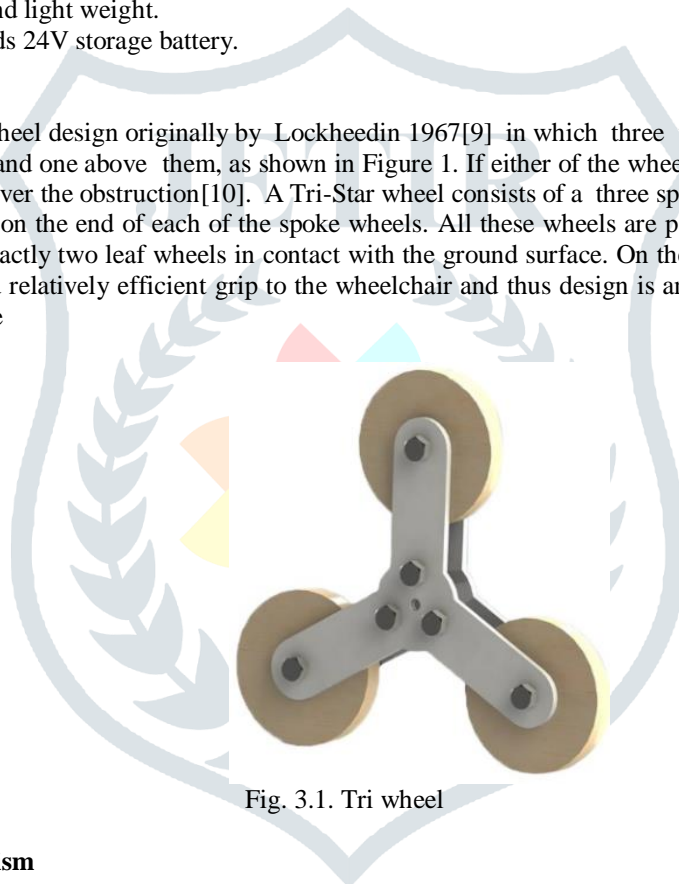 nd light weight.
ds 24V storage battery.
heel design originally by Lockheedin 1967[9] in which three
and one above them, as shown in Figure 1. If either of the whee
ver the obstruction[10]. A Tri-Star wheel consists of a three sp
on the end of each of the spoke wheels. All these wheels are p
actly two leaf wheels in contact with the ground surface. On the
relatively efficient grip to the wheelchair and thus design is ar
e
JETIR
Fig. 3.1. Tri wheel
sm